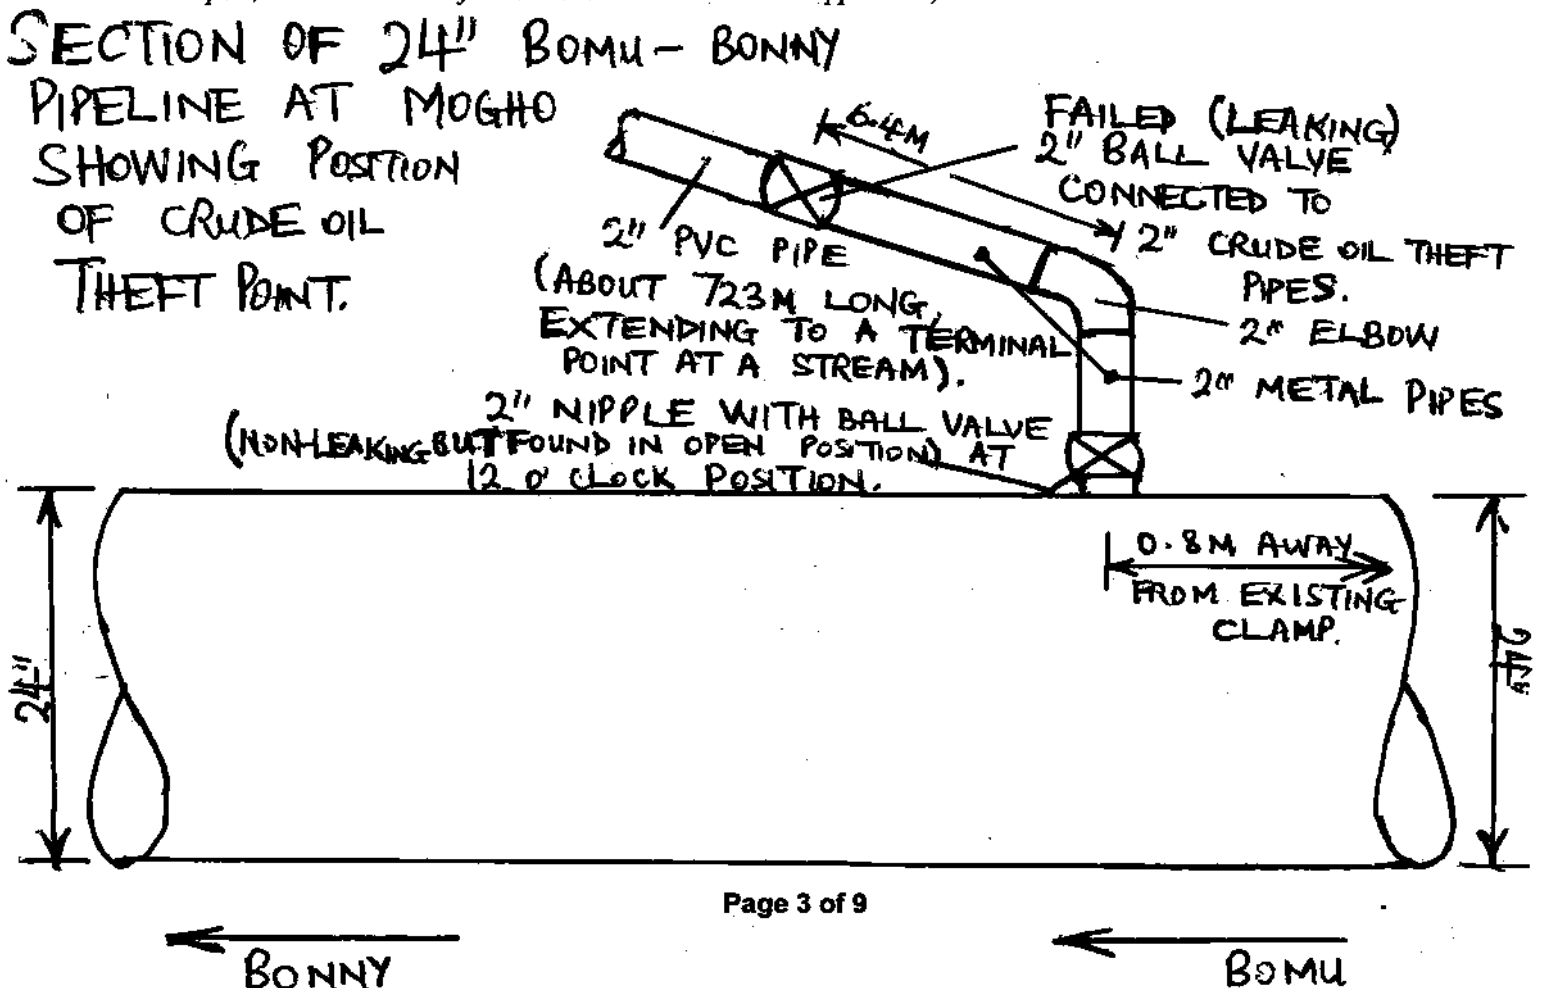 SECTION OF 24" BOMU - BONNY
PIPELINE AT MOGHO
SHOWING POSITION
OF CRUDE OIL
THEFT POINT.
6.4M
FAILED (LEAKING)
2" BALL VALVE
CONNECTED TO
2" CRUDE OIL THEFT
PIPES.
2" ELBOW
2" METAL PIPES
2" PVC PIPE
(ABOUT 723M LONG,
EXTENDING TO A TERMINAL
POINT AT A STREAM).
2" NIPPLE WITH BALL VALVE
(NON-LEAKING BUT FOUND IN OPEN POSITION) AT
12 O' CLOCK POSITION.
0.8M AWAY
FROM EXISTING
CLAMP.
24"
24"
Page 3 of 9
BONNY
BOMU